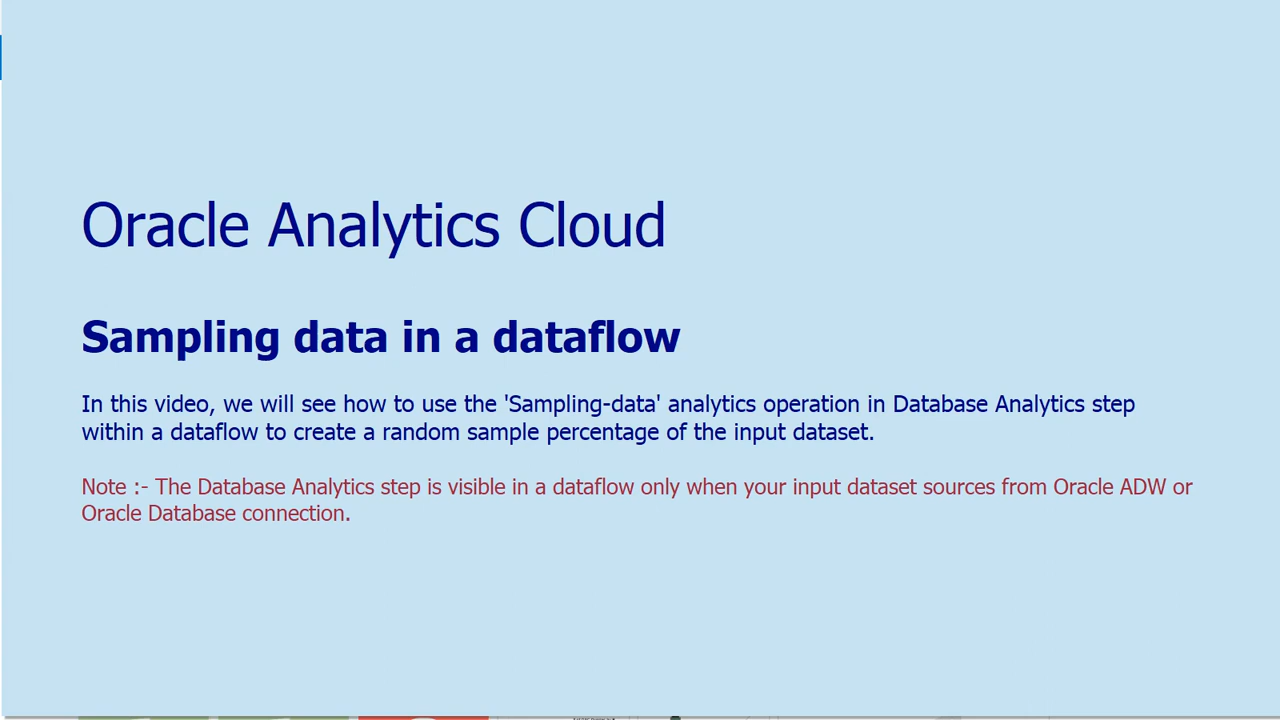 Oracle Analytics Cloud
Sampling data in a dataflow
In this video, we will see how to use the 'Sampling-data' analytics operation in Database Analytics step
within a dataflow to create a random sample percentage of the input dataset.
Note :- The Database Analytics step is visible in a dataflow only when your input dataset sources from Oracle ADW or
Oracle Database connection.